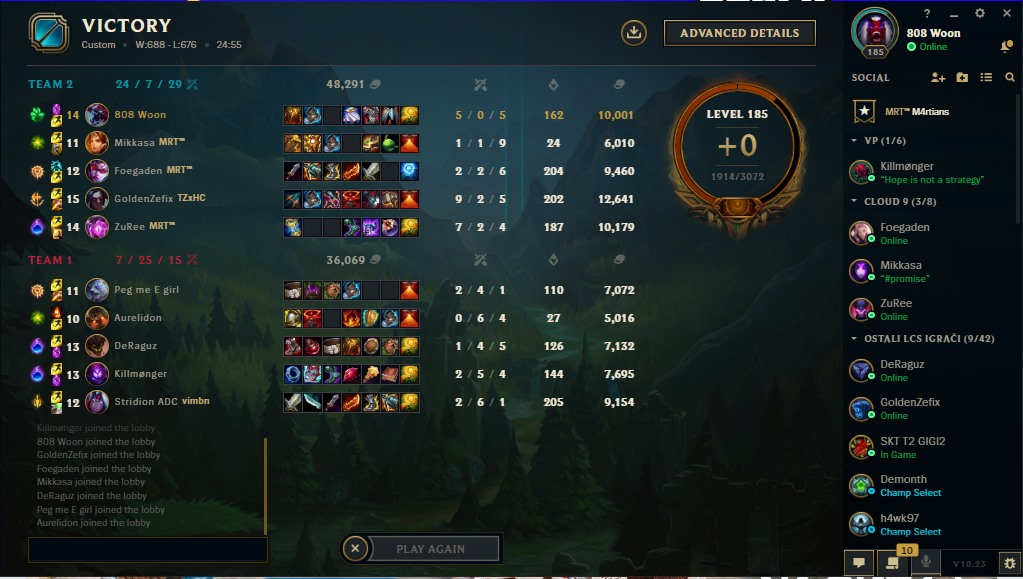 VICTORY
Custom • W:688 - L:676 • 24:55
ADVANCED DETAILS
TEAM 2 24 / 7 / 29 48,291
14 808 Woon 5 / 0 / 5 162 10,001
11 Mikkasa MRT™ 1 / 1 / 9 24 6,010
12 Foegaden MRT™ 2 / 2 / 6 204 9,460
15 GoldenZefix TZxHC 9 / 2 / 5 202 12,641
14 ZuRee MRT™ 7 / 2 / 4 187 10,179
TEAM 1 7 / 25 / 15 36,069
11 Peg me E girl 2 / 4 / 1 110 7,072
10 Aurelidon 0 / 6 / 4 27 5,016
13 DeRaguz 1 / 4 / 5 126 7,132
13 Killmønger 2 / 5 / 4 144 7,695
12 Stridion ADC vimbn 2 / 6 / 1 205 9,154
LEVEL 185
+0
1914/3072
Killmønger joined the lobby
808 Woon joined the lobby
GoldenZefix joined the lobby
Foegaden joined the lobby
Mikkasa joined the lobby
DeRaguz joined the lobby
Peg me E girl joined the lobby
Aurelidon joined the lobby
PLAY AGAIN
185
808 Woon
Online
SOCIAL
MRT™ M4rtians
VP (1/6)
Killmønger
"Hope is not a strategy"
CLOUD 9 (3/8)
Foegaden
Online
Mikkasa
"#promise"
ZuRee
Online
OSTALI LCS IGRAČI (9/42)
DeRaguz
Online
GoldenZefix
Online
SKT T2 GIGI2
In Game
Demonth
Champ Select
h4wk97
Champ Select
10
V10.23